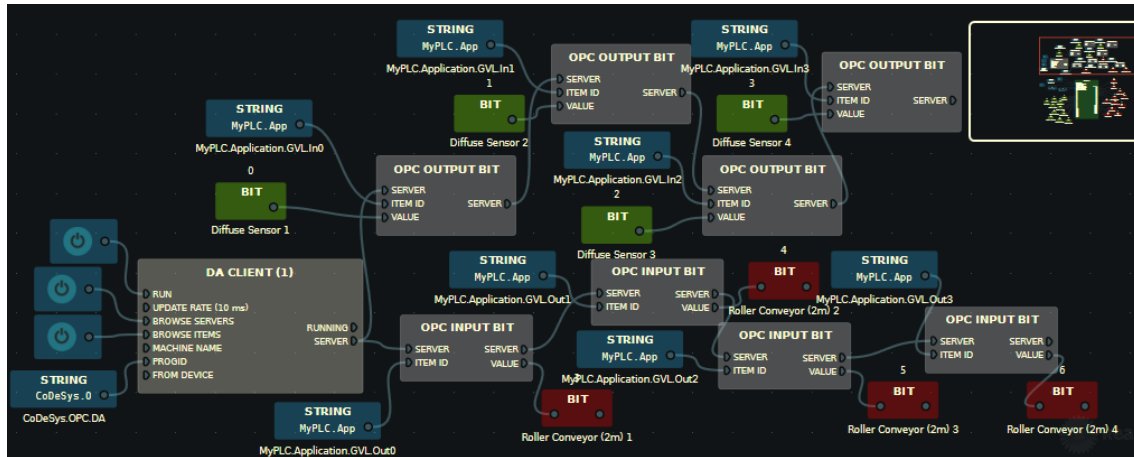 STRING
MyPLC.App
MyPLC.Application.GVL.In1
1
BIT
Diffuse Sensor 2
OPC OUTPUT BIT
SERVER
ITEM ID
VALUE
SERVER
STRING
MyPLC.App
MyPLC.Application.GVL.In3
3
BIT
Diffuse Sensor 4
OPC OUTPUT BIT
SERVER
ITEM ID
VALUE
SERVER
STRING
MyPLC.App
MyPLC.Application.GVL.In0
0
BIT
Diffuse Sensor 1
OPC OUTPUT BIT
SERVER
ITEM ID
VALUE
SERVER
STRING
MyPLC.App
MyPLC.Application.GVL.In2
2
BIT
Diffuse Sensor 3
OPC OUTPUT BIT
SERVER
ITEM ID
VALUE
SERVER
DA CLIENT (1)
RUN
UPDATE RATE (10 ms)
BROWSE SERVERS
BROWSE ITEMS
MACHINE NAME
PROGID
FROM DEVICE
RUNNING
SERVER
STRING
CoDeSys.O
CoDeSys.OPC.DA
STRING
MyPLC.App
MyPLC.Application.GVL.Out0
OPC INPUT BIT
SERVER
ITEM ID
SERVER
VALUE
BIT
Roller Conveyor (2m) 1
STRING
MyPLC.App
MyPLC.Application.GVL.Out1
OPC INPUT BIT
SERVER
ITEM ID
SERVER
VALUE
4
BIT
Roller Conveyor (2m) 2
STRING
MyPLC.App
MyPLC.Application.GVL.Out2
OPC INPUT BIT
SERVER
ITEM ID
SERVER
VALUE
5
BIT
Roller Conveyor (2m) 3
STRING
MyPLC.App
MyPLC.Application.GVL.Out3
OPC INPUT BIT
SERVER
ITEM ID
SERVER
VALUE
6
BIT
Roller Conveyor (2m) 4